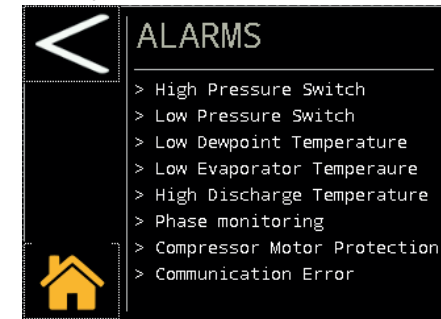 ALARMS
> High Pressure Switch
> Low Pressure Switch
> Low Dewpoint Temperature
> Low Evaporator Temperaure
> High Discharge Temperature
> Phase monitoring
> Compressor Motor Protection
> Communication Error